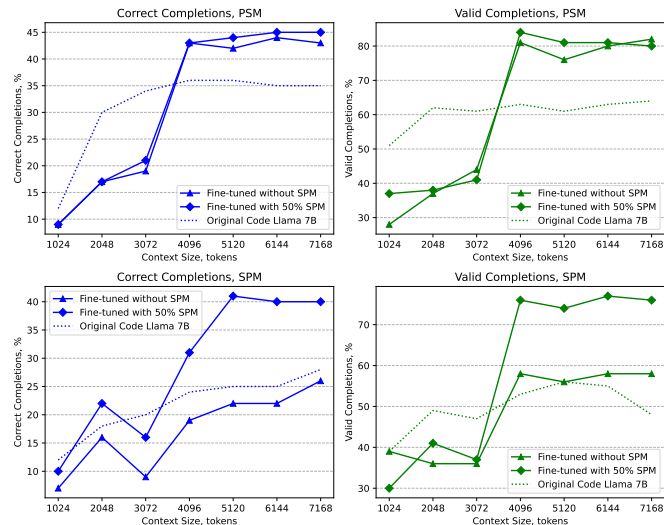 Correct Completions, PSM
Correct Completions, %
45
40
35
30
25
20
15
10
Fine-tuned without SPM
Fine-tuned with 50% SPM
Original Code Llama 7B
1024 2048 3072 4096 5120 6144 7168
Context Size, tokens
Valid Completions, PSM
Valid Completions, %
80
70
60
50
40
30
Fine-tuned without SPM
Fine-tuned with 50% SPM
Original Code Llama 7B
1024 2048 3072 4096 5120 6144 7168
Context Size, tokens
Correct Completions, SPM
Correct Completions, %
40
35
30
25
20
15
10
Fine-tuned without SPM
Fine-tuned with 50% SPM
Original Code Llama 7B
1024 2048 3072 4096 5120 6144 7168
Context Size, tokens
Valid Completions, SPM
Valid Completions, %
70
60
50
40
30
Fine-tuned without SPM
Fine-tuned with 50% SPM
Original Code Llama 7B
1024 2048 3072 4096 5120 6144 7168
Context Size, tokens